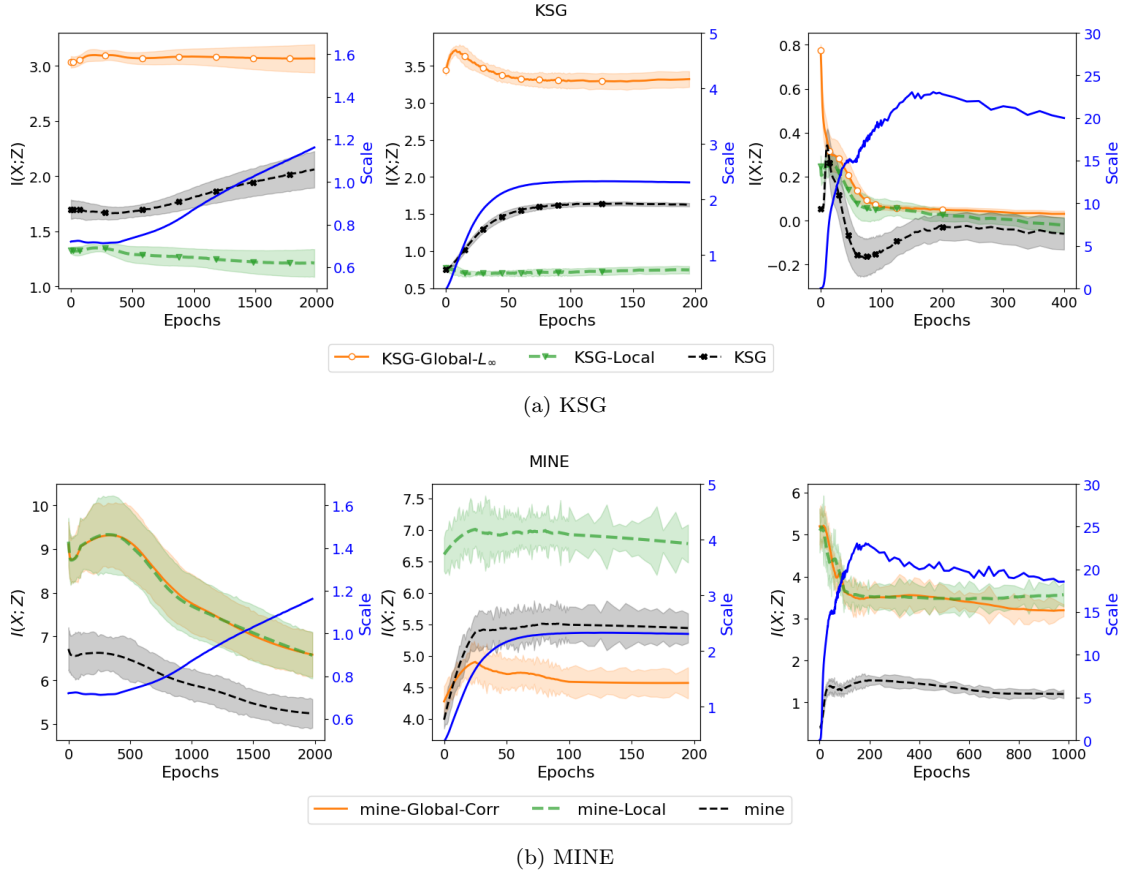 KSG
I(X;Z)
3.0
2.5
2.0
1.5
1.0
0 500 1000 1500 2000
Epochs
1.6
1.4
1.2
1.0
0.8
0.6
Scale
I(X;Z)
3.5
3.0
2.5
2.0
1.5
1.0
0.5
0 50 100 150 200
Epochs
5
4
3
2
1
Scale
I(X;Z)
0.8
0.6
0.4
0.2
0.0
−0.2
0 100 200 300 400
Epochs
30
25
20
15
10
5
0
Scale
KSG-Global-L∞ KSG-Local KSG
(a) KSG
MINE
I(X; Z)
10
9
8
7
6
5
0 500 1000 1500 2000
Epochs
1.6
1.4
1.2
1.0
0.8
0.6
Scale
I(X; Z)
7.5
7.0
6.5
6.0
5.5
5.0
4.5
4.0
0 50 100 150 200
Epochs
5
4
3
2
1
Scale
I(X; Z)
6
5
4
3
2
1
0 200 400 600 800 1000
Epochs
30
25
20
15
10
5
0
Scale
mine-Global-Corr mine-Local mine
(b) MINE